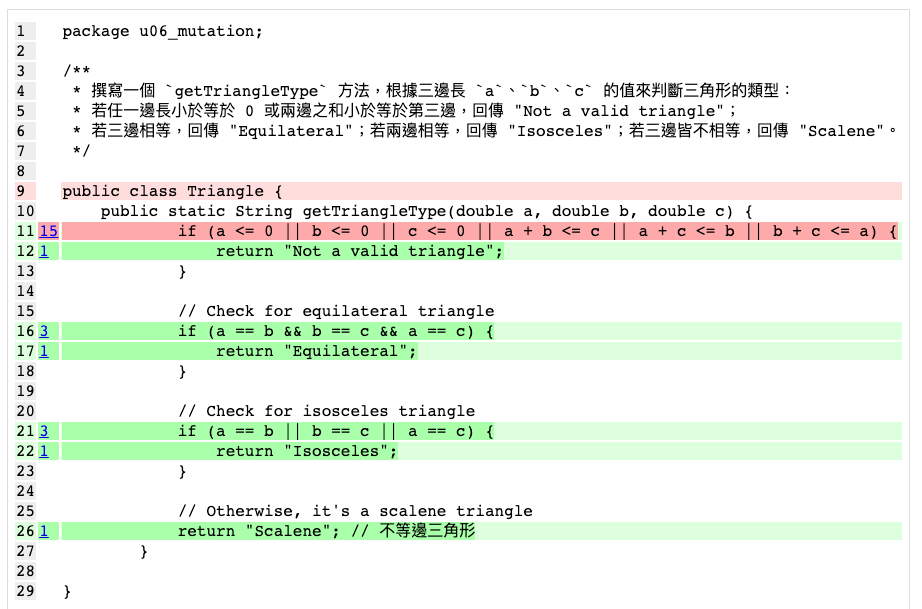 1 package u06_mutation;
2
3 /**
4 * 撰寫一個 `getTriangleType` 方法，根據三邊長 `a`、`b`、`c` 的值來判斷三角形的類型：
5 * 若任一邊長小於等於 0 或兩邊之和小於等於第三邊，回傳 "Not a valid triangle"；
6 * 若三邊相等，回傳 "Equilateral"；若兩邊相等，回傳 "Isosceles"；若三邊皆不相等，回傳 "Scalene"。
7 */
8
9 public class Triangle {
10 public static String getTriangleType(double a, double b, double c) {
11 15 if (a <= 0 || b <= 0 || c <= 0 || a + b <= c || a + c <= b || b + c <= a) {
12 1 return "Not a valid triangle";
13 }
14
15 // Check for equilateral triangle
16 3 if (a == b && b == c && a == c) {
17 1 return "Equilateral";
18 }
19
20 // Check for isosceles triangle
21 3 if (a == b || b == c || a == c) {
22 1 return "Isosceles";
23 }
24
25 // Otherwise, it's a scalene triangle
26 1 return "Scalene"; // 不等邊三角形
27 }
28
29 }